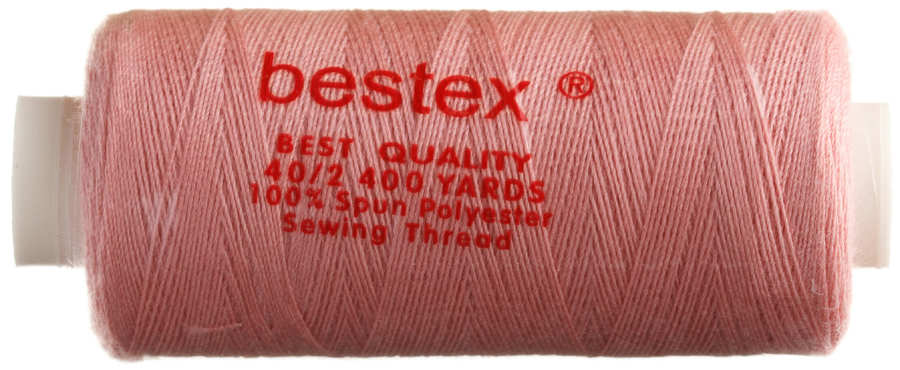 bestex ®
BEST QUALITY
40/2 400 YARDS
100% Spun Polyester
Sewing Thread